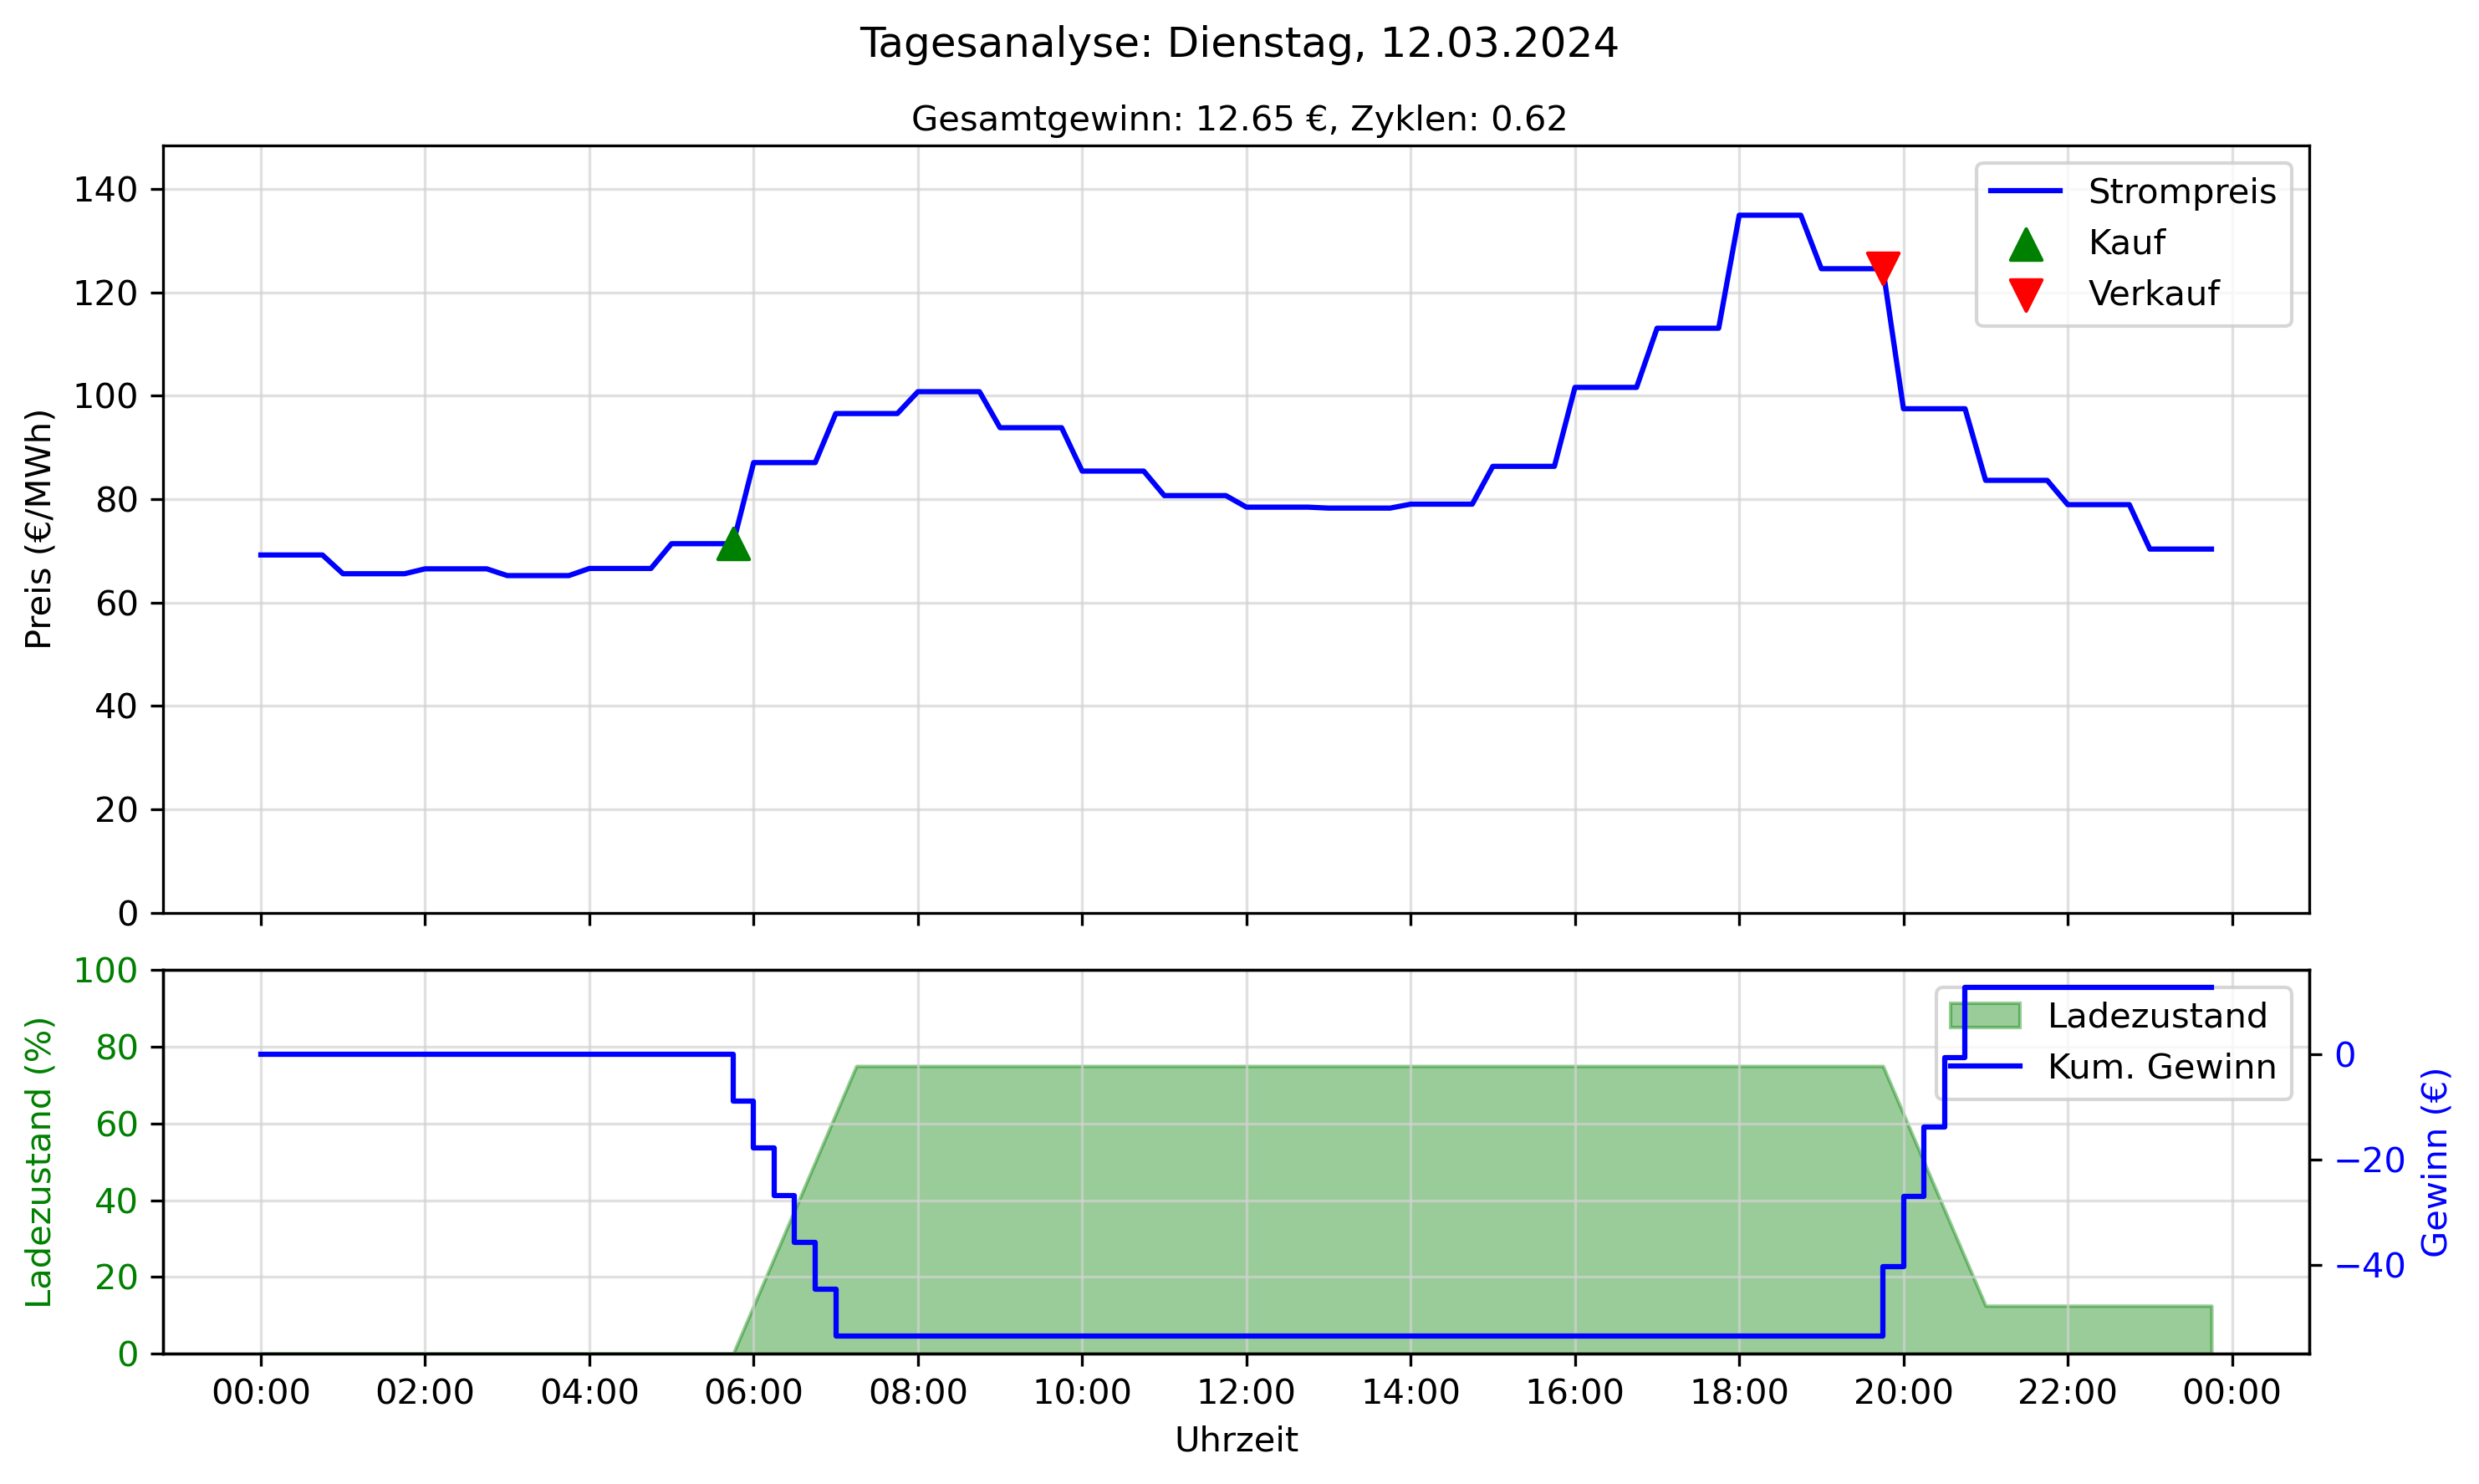 Tagesanalyse: Dienstag, 12.03.2024
Gesamtgewinn: 12.65 €, Zyklen: 0.62
Preis (€/MWh)
140
120
100
80
60
40
20
0
Strompreis
Kauf
Verkauf
Ladezustand (%)
100
80
60
40
20
0
Ladezustand
Kum. Gewinn
0
−20
−40
Gewinn (€)
00:00 02:00 04:00 06:00 08:00 10:00 12:00 14:00 16:00 18:00 20:00 22:00 00:00
Uhrzeit